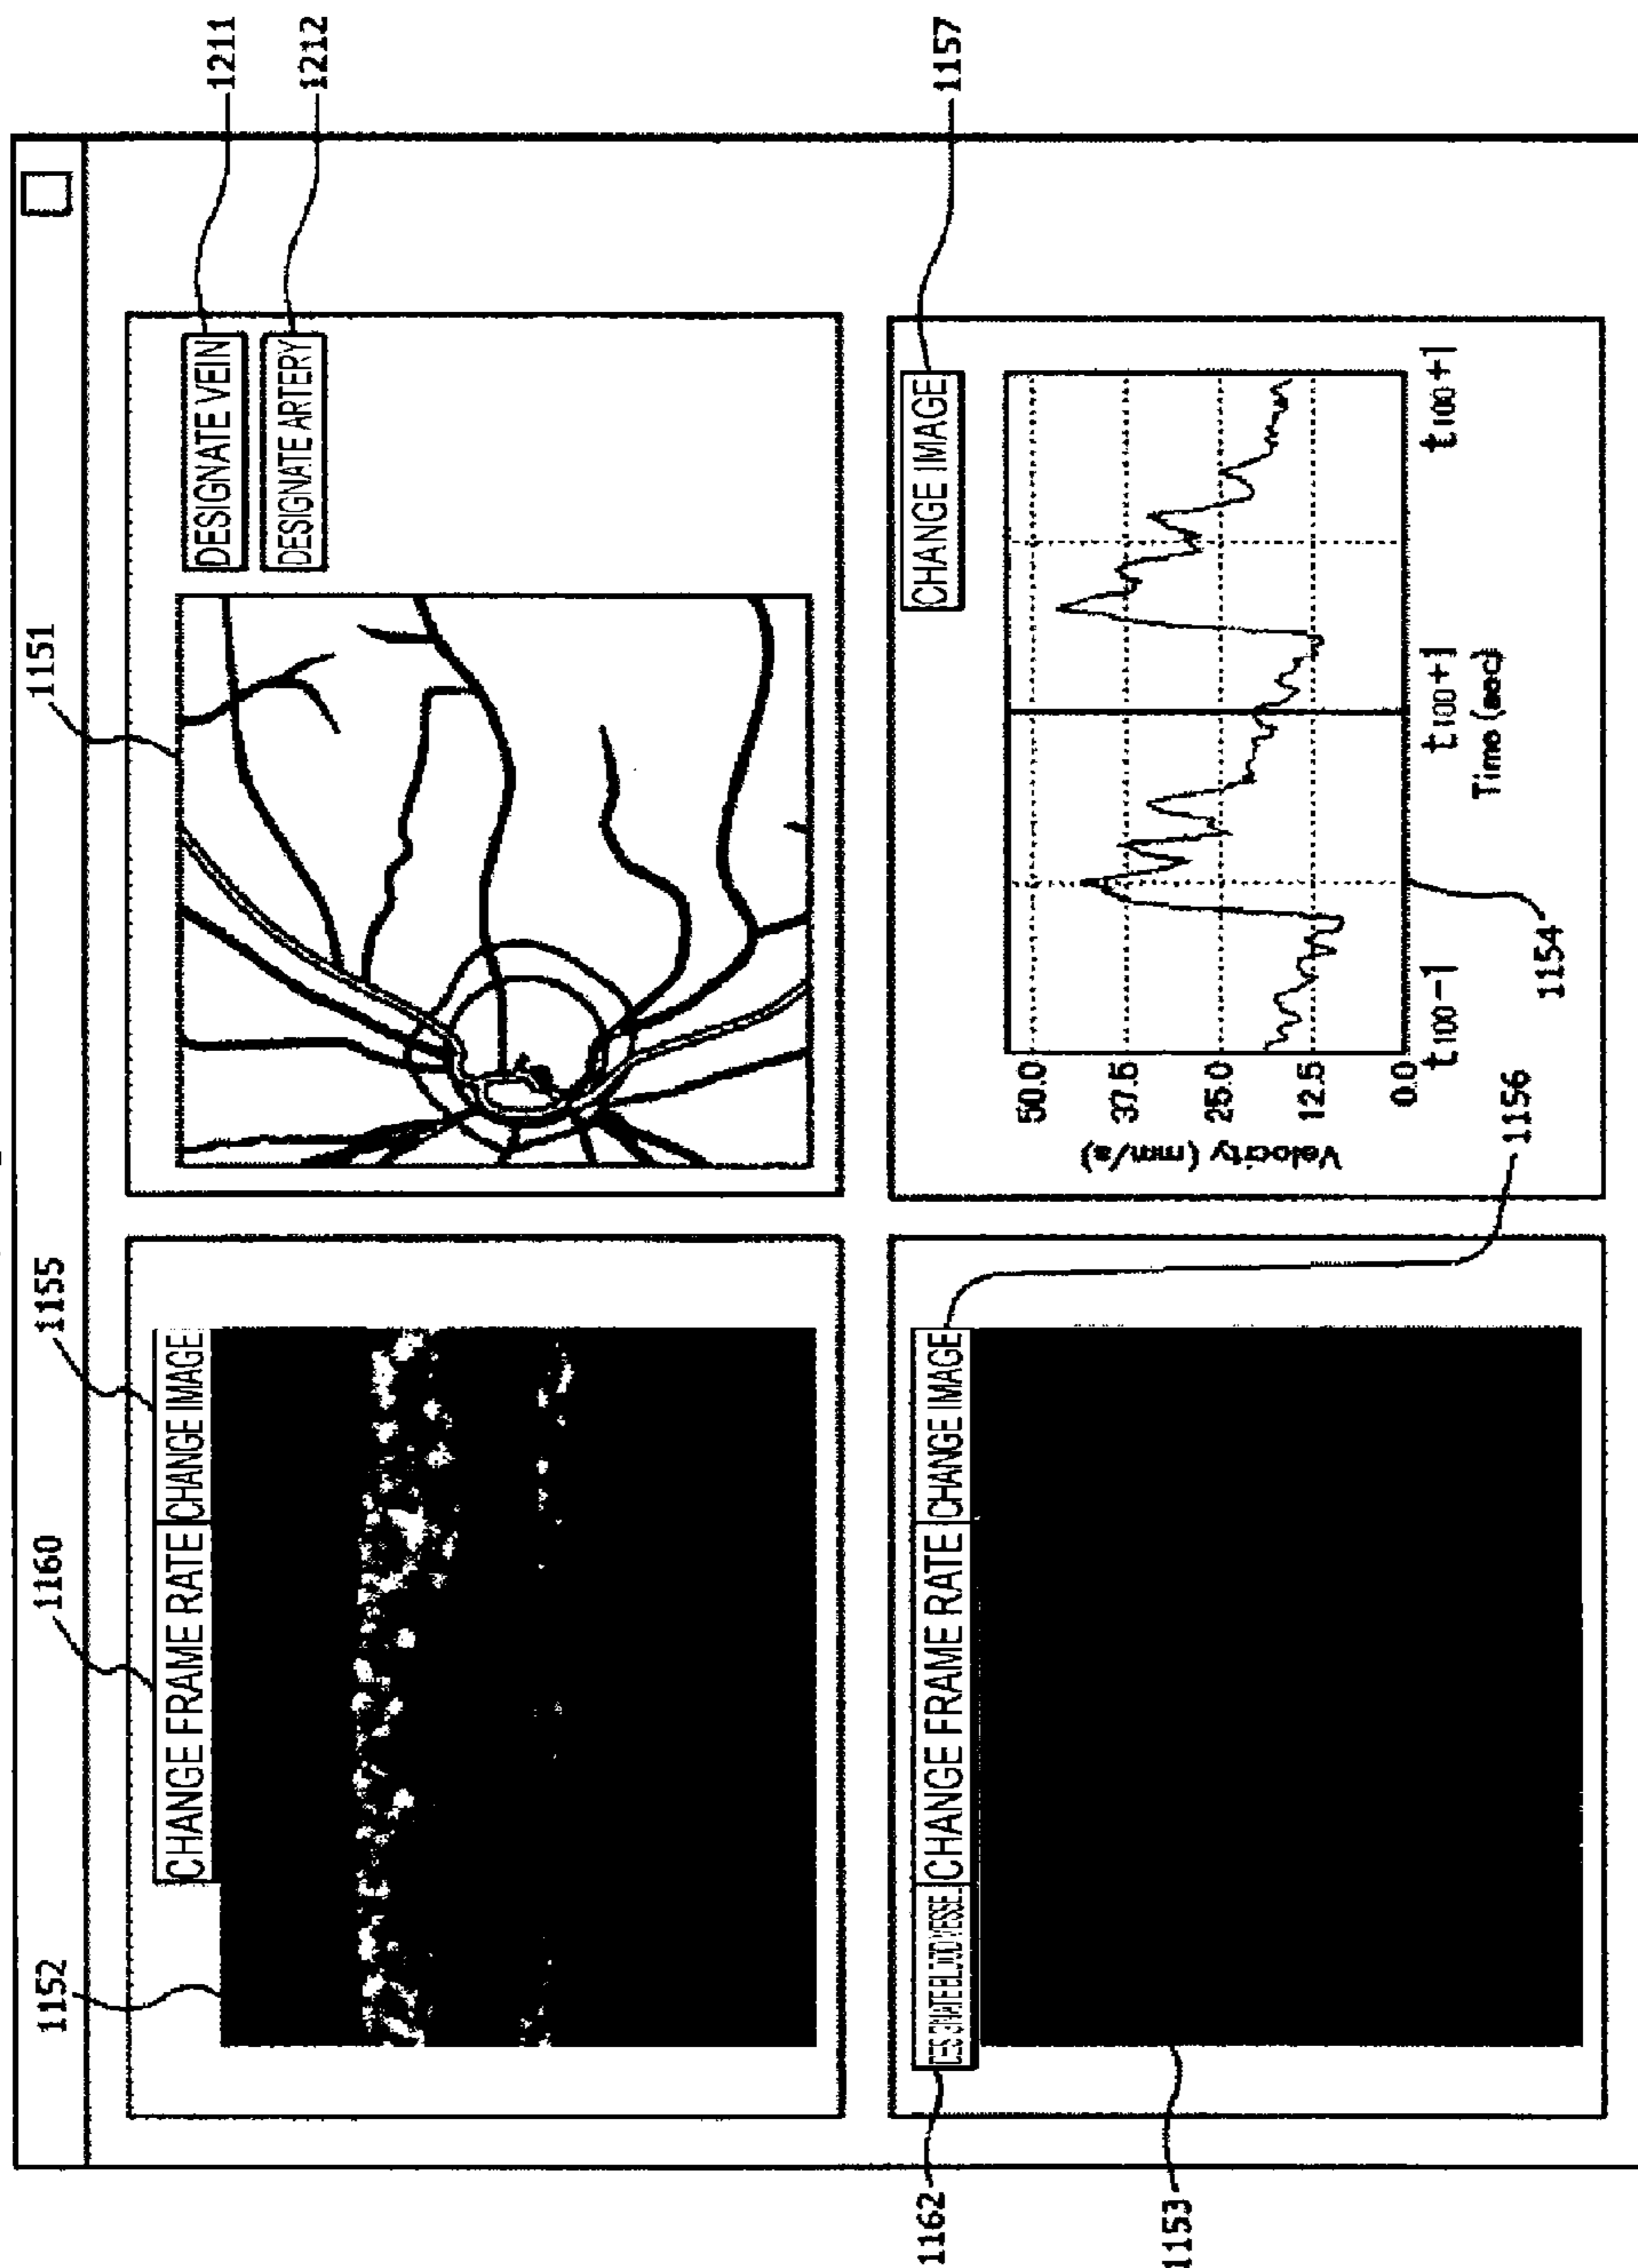 1152
1160
1155
1151
1211
1212
CHANGE FRAME RATE
CHANGE IMAGE
DESIGNATE VEIN
DESIGNATE ARTERY
1157
1162
CHANGE FRAME RATE
CHANGE IMAGE
CHANGE IMAGE
Velocity (mm/s)
50.0
37.5
25.0
12.5
0.0
t100-1
t100+1
t100+1
Time (sec)
1153
1156
1154